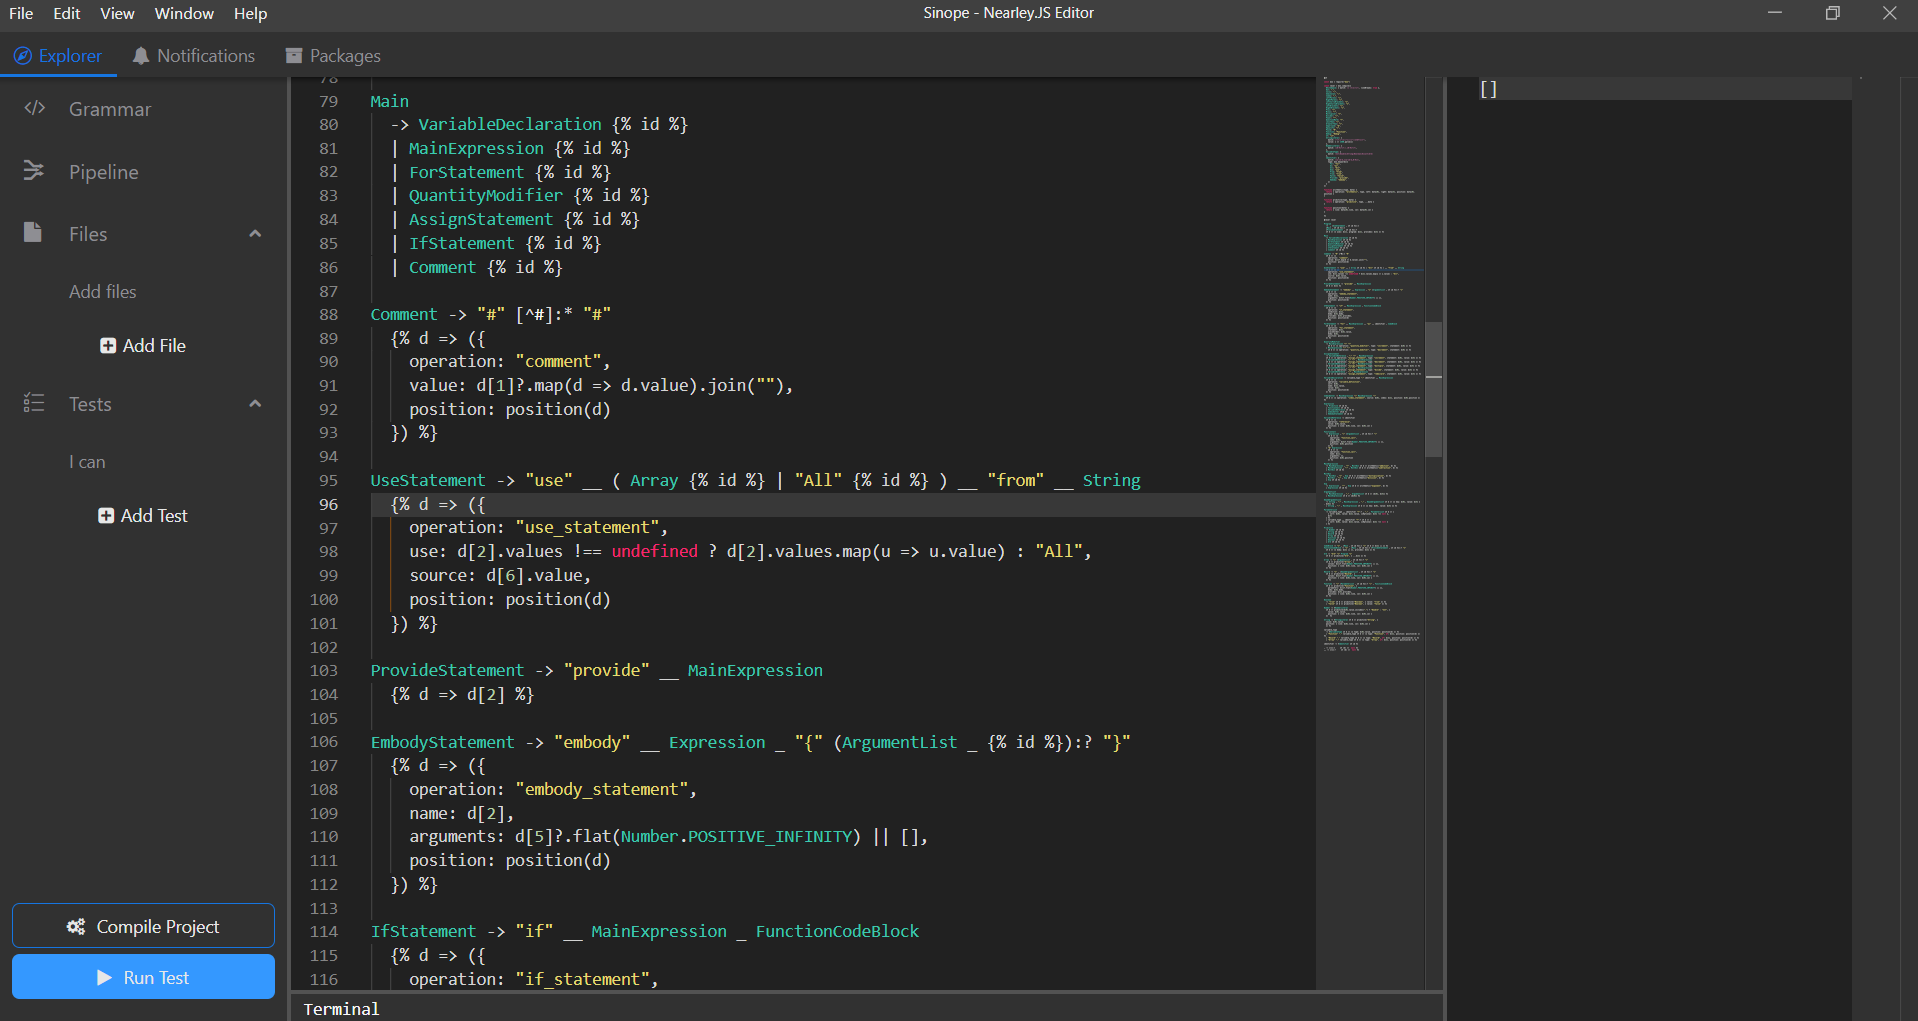 File Edit View Window Help
Sinope - NearleyJS Editor
Explorer Notifications Packages
Grammar
Pipeline
Files
Add files
Add File
Tests
I can
Add Test
Compile Project
Run Test
78
79 Main
80 -> VariableDeclaration {% id %}
81 | MainExpression {% id %}
82 | ForStatement {% id %}
83 | QuantityModifier {% id %}
84 | AssignStatement {% id %}
85 | IfStatement {% id %}
86 | Comment {% id %}
87
88 Comment -> "#" [^#]:* "#"
89 {% d => ({
90 operation: "comment",
91 value: d[1]?.map(d => d.value).join(""),
92 position: position(d)
93 }) %}
94
95 UseStatement -> "use" __ ( Array {% id %} | "All" {% id %} ) __ "from" __ String
96 {% d => ({
97 operation: "use_statement",
98 use: d[2].values !== undefined ? d[2].values.map(u => u.value) : "All",
99 source: d[6].value,
100 position: position(d)
101 }) %}
102
103 ProvideStatement -> "provide" __ MainExpression
104 {% d => d[2] %}
105
106 EmbodyStatement -> "embody" __ Expression _ "{" (ArgumentList _ {% id %}):? "}"
107 {% d => ({
108 operation: "embody_statement",
109 name: d[2],
110 arguments: d[5]?.flat(Number.POSITIVE_INFINITY) || [],
111 position: position(d)
112 }) %}
113
114 IfStatement -> "if" __ MainExpression _ FunctionCodeBlock
115 {% d => ({
116 operation: "if_statement",
Terminal
[]